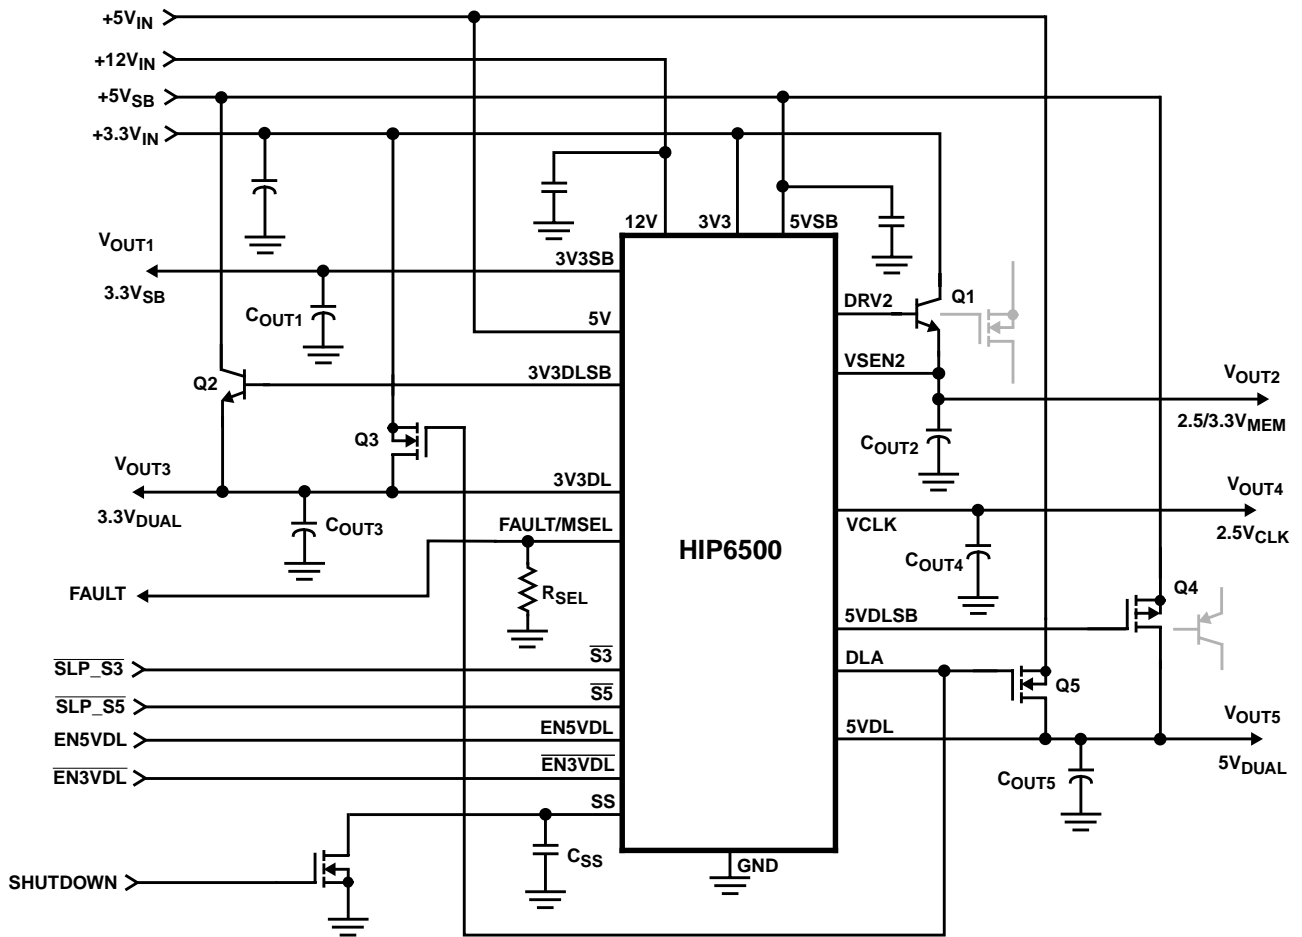 +5VIN
+12VIN
+5VSB
+3.3VIN
12V
3V3
5VSB
VOUT1
3.3VSB
3V3SB
COUT1
5V
DRV2
Q1
VSEN2
Q2
3V3DLSB
VOUT2
2.5/3.3VMEM
Q3
COUT2
VOUT3
3.3VDUAL
3V3DL
COUT3
FAULT/MSEL
HIP6500
VCLK
VOUT4
2.5VCLK
COUT4
FAULT
RSEL
Q4
5VDLSB
SLP_S3
S3
DLA
Q5
SLP_S5
S5
EN5VDL
EN5VDL
5VDL
VOUT5
5VDUAL
EN3VDL
EN3VDL
COUT5
SS
CSS
GND
SHUTDOWN